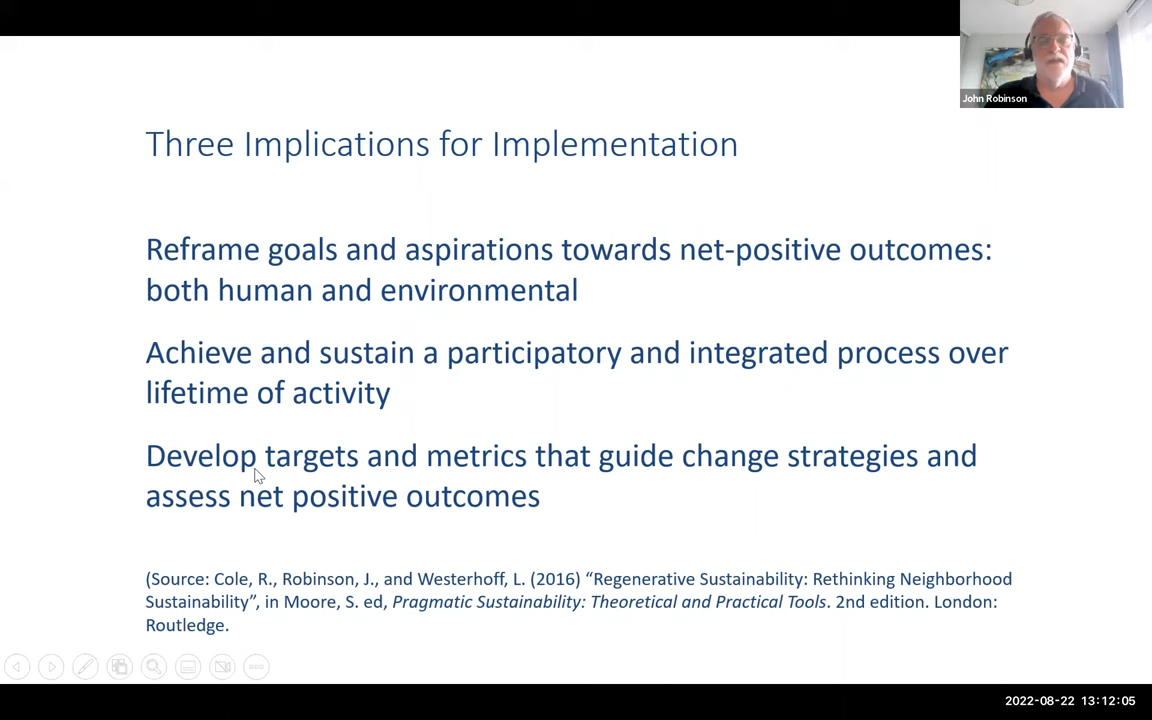 John Robinson
Three Implications for Implementation
Reframe goals and aspirations towards net-positive outcomes:
both human and environmental
Achieve and sustain a participatory and integrated process over
lifetime of activity
Develop targets and metrics that guide change strategies and
assess net positive outcomes
(Source: Cole, R., Robinson, J., and Westerhoff, L. (2016) “Regenerative Sustainability: Rethinking Neighborhood
Sustainability”, in Moore, S. ed, Pragmatic Sustainability: Theoretical and Practical Tools. 2nd edition. London:
Routledge.
2022-08-22 13:12:05